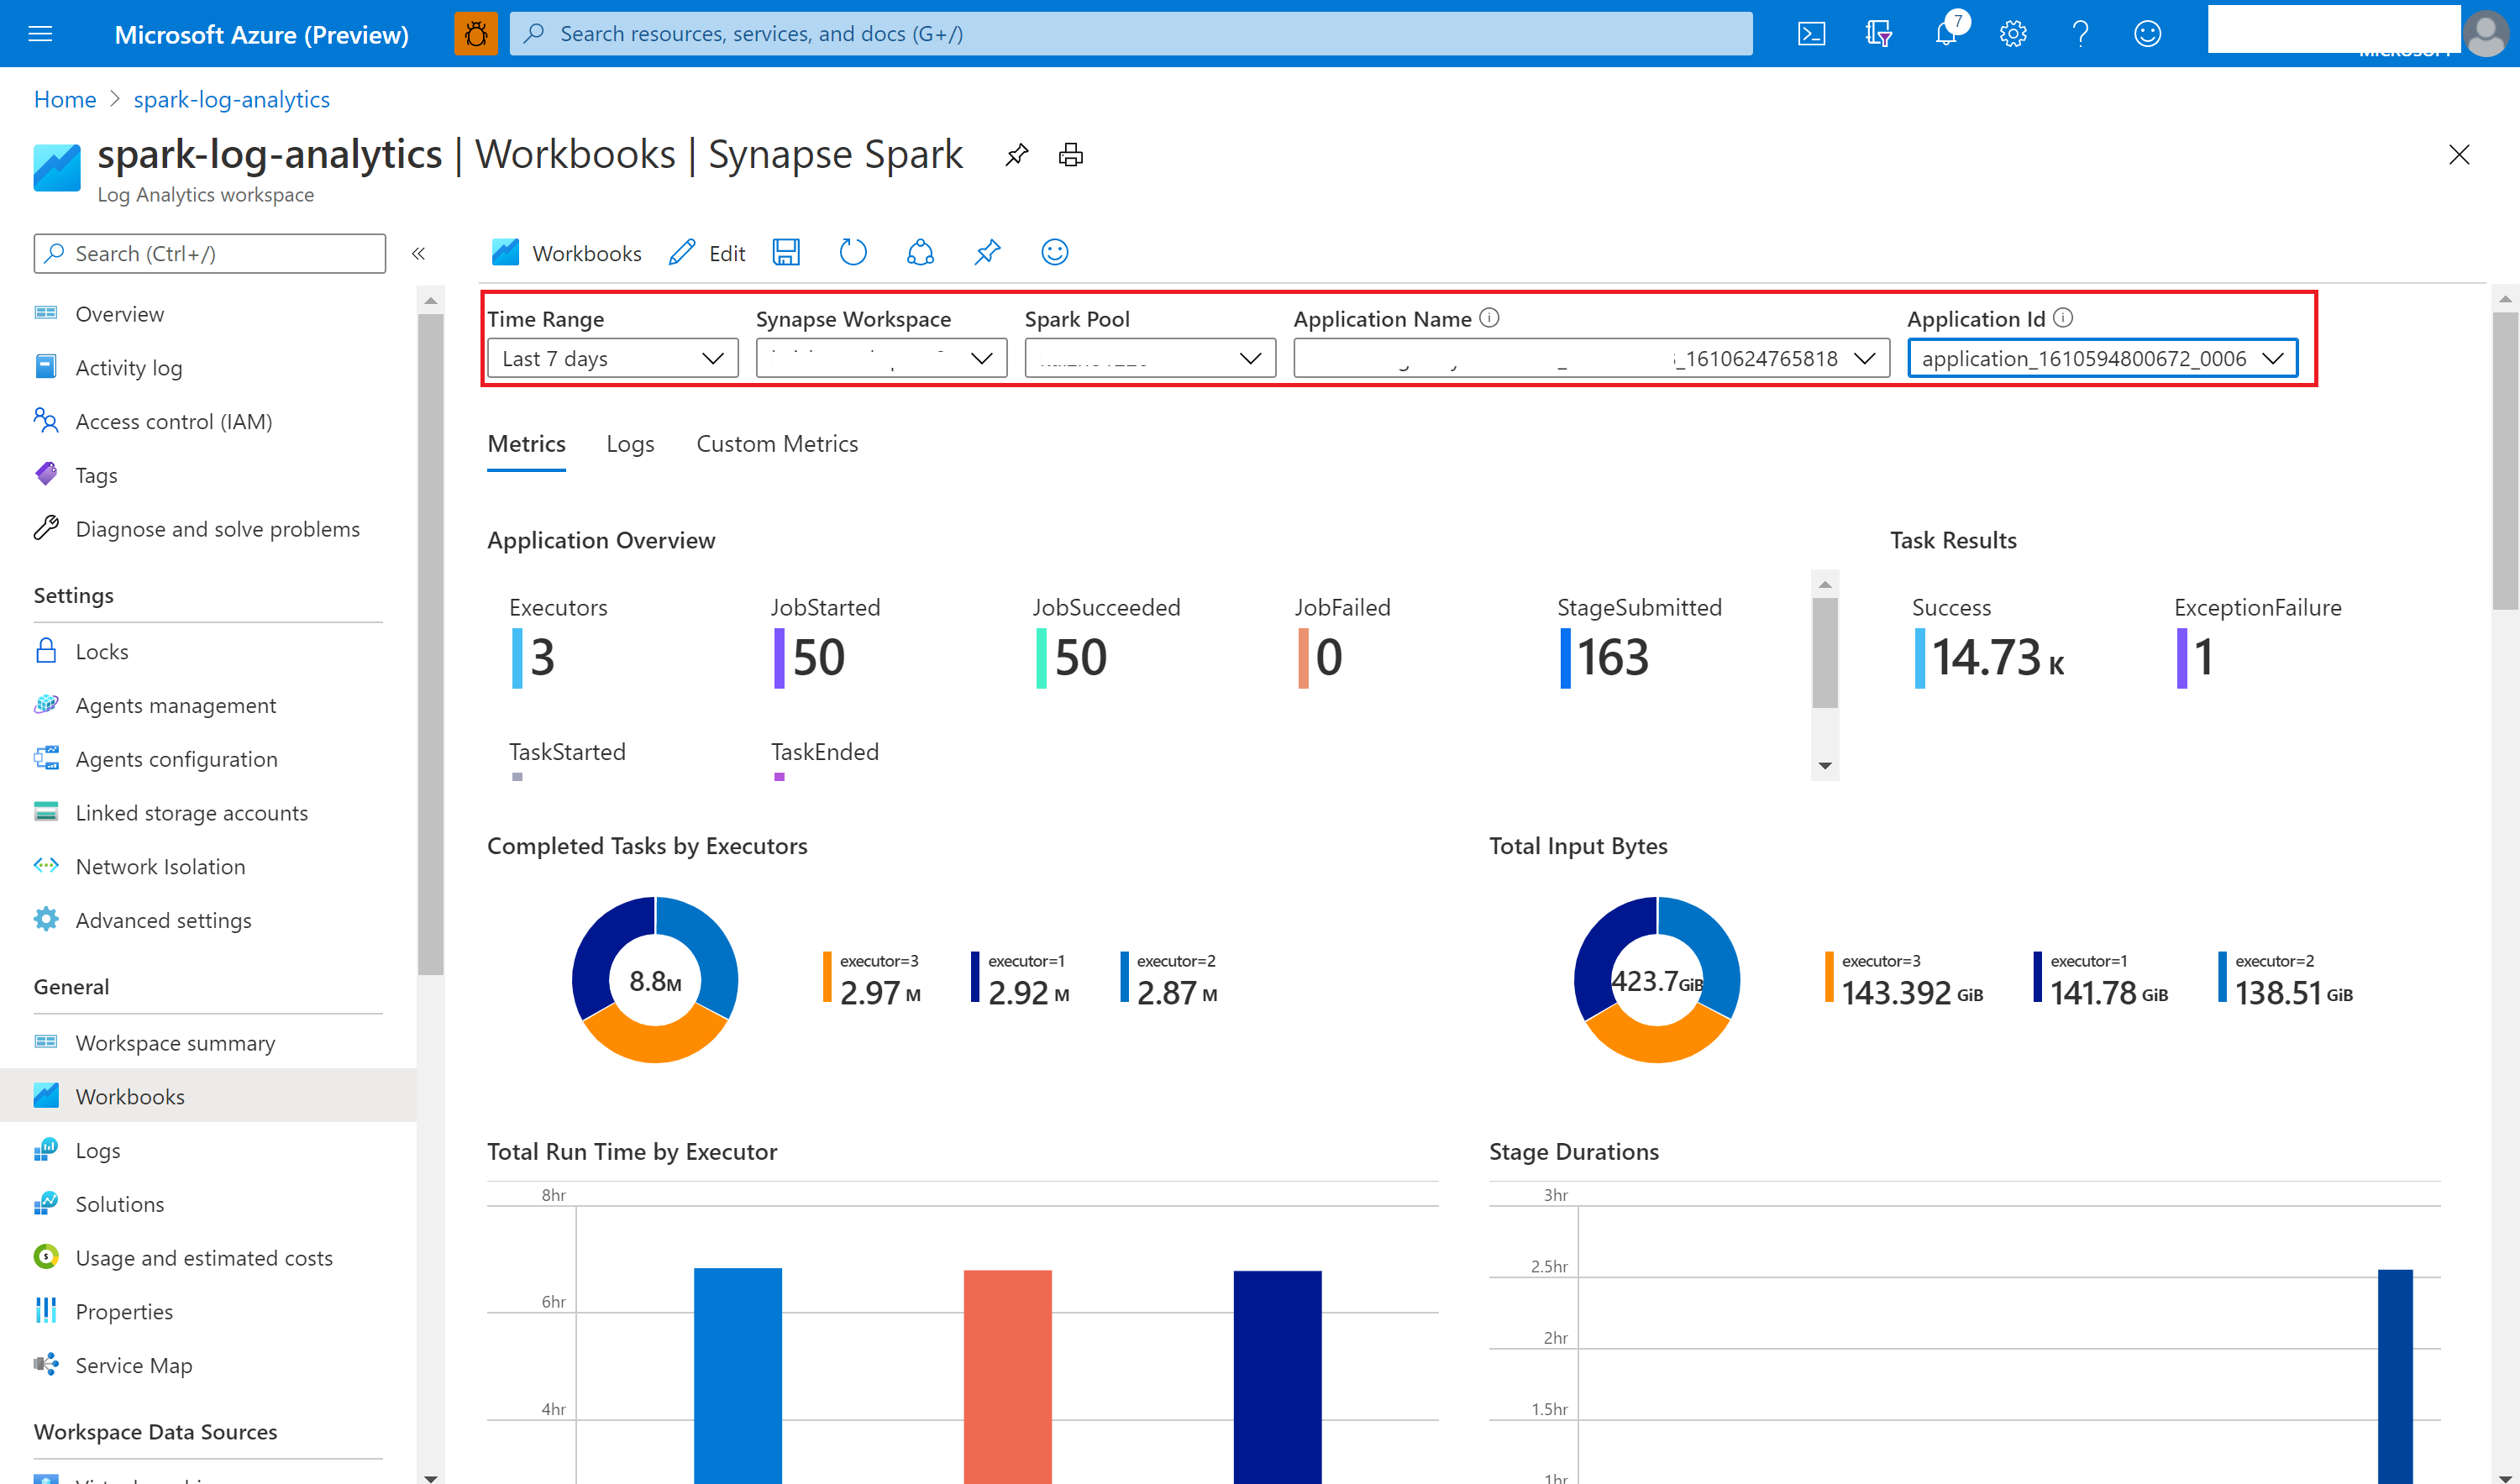 Microsoft Azure (Preview)
Search resources, services, and docs (G+/)
7
Home > spark-log-analytics
spark-log-analytics | Workbooks | Synapse Spark
Log Analytics workspace
Search (Ctrl+/)
«
Workbooks
Edit
Overview
Activity log
Access control (IAM)
Tags
Diagnose and solve problems
Settings
Locks
Agents management
Agents configuration
Linked storage accounts
Network Isolation
Advanced settings
General
Workspace summary
Workbooks
Logs
Solutions
Usage and estimated costs
Properties
Service Map
Workspace Data Sources
Time Range
Synapse Workspace
Spark Pool
Application Name
Application Id
Last 7 days
_1610624765818
application_1610594800672_0006
Metrics
Logs
Custom Metrics
Application Overview
Executors
3
JobStarted
50
JobSucceeded
50
JobFailed
0
StageSubmitted
163
TaskStarted
TaskEnded
Task Results
Success
14.73 K
ExceptionFailure
1
Completed Tasks by Executors
8.8M
executor=3
2.97 M
executor=1
2.92 M
executor=2
2.87 M
Total Input Bytes
423.7GiB
executor=3
143.392 GiB
executor=1
141.78 GiB
executor=2
138.51 GiB
Total Run Time by Executor
8hr
6hr
4hr
Stage Durations
3hr
2.5hr
2hr
1.5hr
1hr